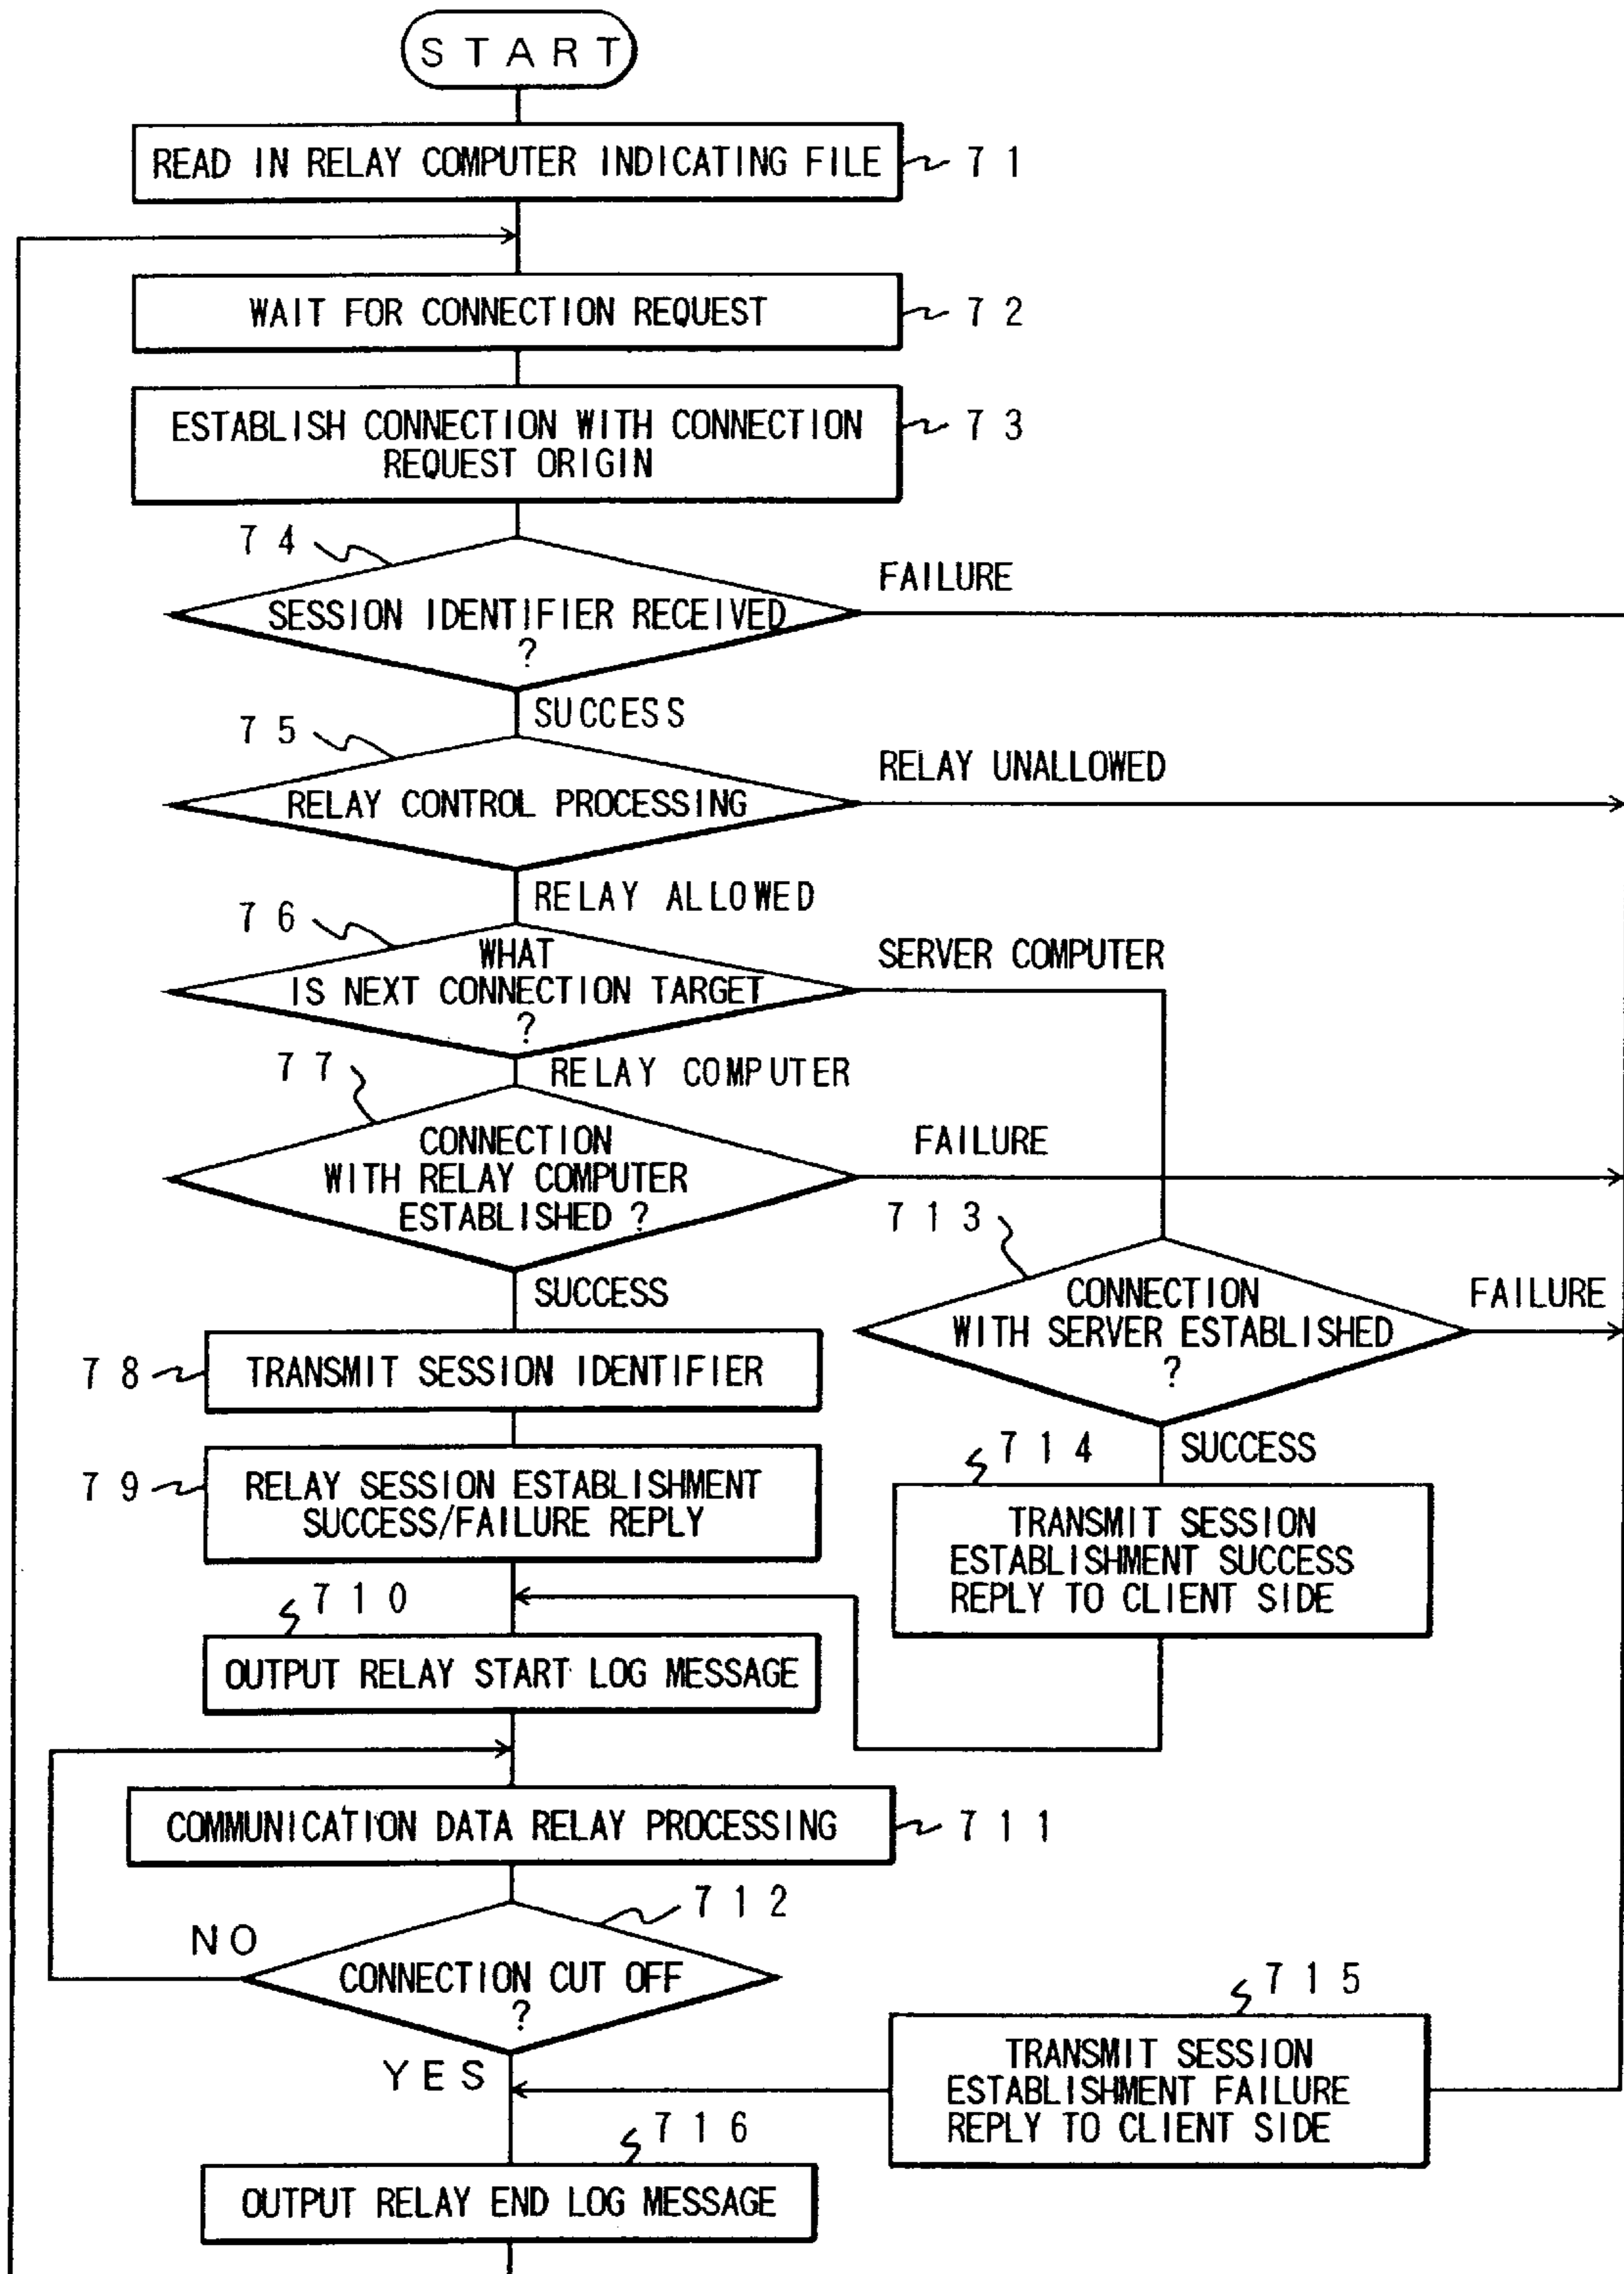 START
READ IN RELAY COMPUTER INDICATING FILE
71
WAIT FOR CONNECTION REQUEST
72
ESTABLISH CONNECTION WITH CONNECTION
REQUEST ORIGIN
73
74
SESSION IDENTIFIER RECEIVED
?
FAILURE
SUCCESS
75
RELAY CONTROL PROCESSING
RELAY UNALLOWED
RELAY ALLOWED
76
WHAT
IS NEXT CONNECTION TARGET
?
SERVER COMPUTER
RELAY COMPUTER
77
CONNECTION
WITH RELAY COMPUTER
ESTABLISHED ?
FAILURE
SUCCESS
713
CONNECTION
WITH SERVER ESTABLISHED
?
FAILURE
SUCCESS
78
TRANSMIT SESSION IDENTIFIER
79
RELAY SESSION ESTABLISHMENT
SUCCESS/FAILURE REPLY
714
TRANSMIT SESSION
ESTABLISHMENT SUCCESS
REPLY TO CLIENT SIDE
710
OUTPUT RELAY START LOG MESSAGE
COMMUNICATION DATA RELAY PROCESSING
711
712
CONNECTION CUT OFF
?
NO
YES
715
TRANSMIT SESSION
ESTABLISHMENT FAILURE
REPLY TO CLIENT SIDE
716
OUTPUT RELAY END LOG MESSAGE